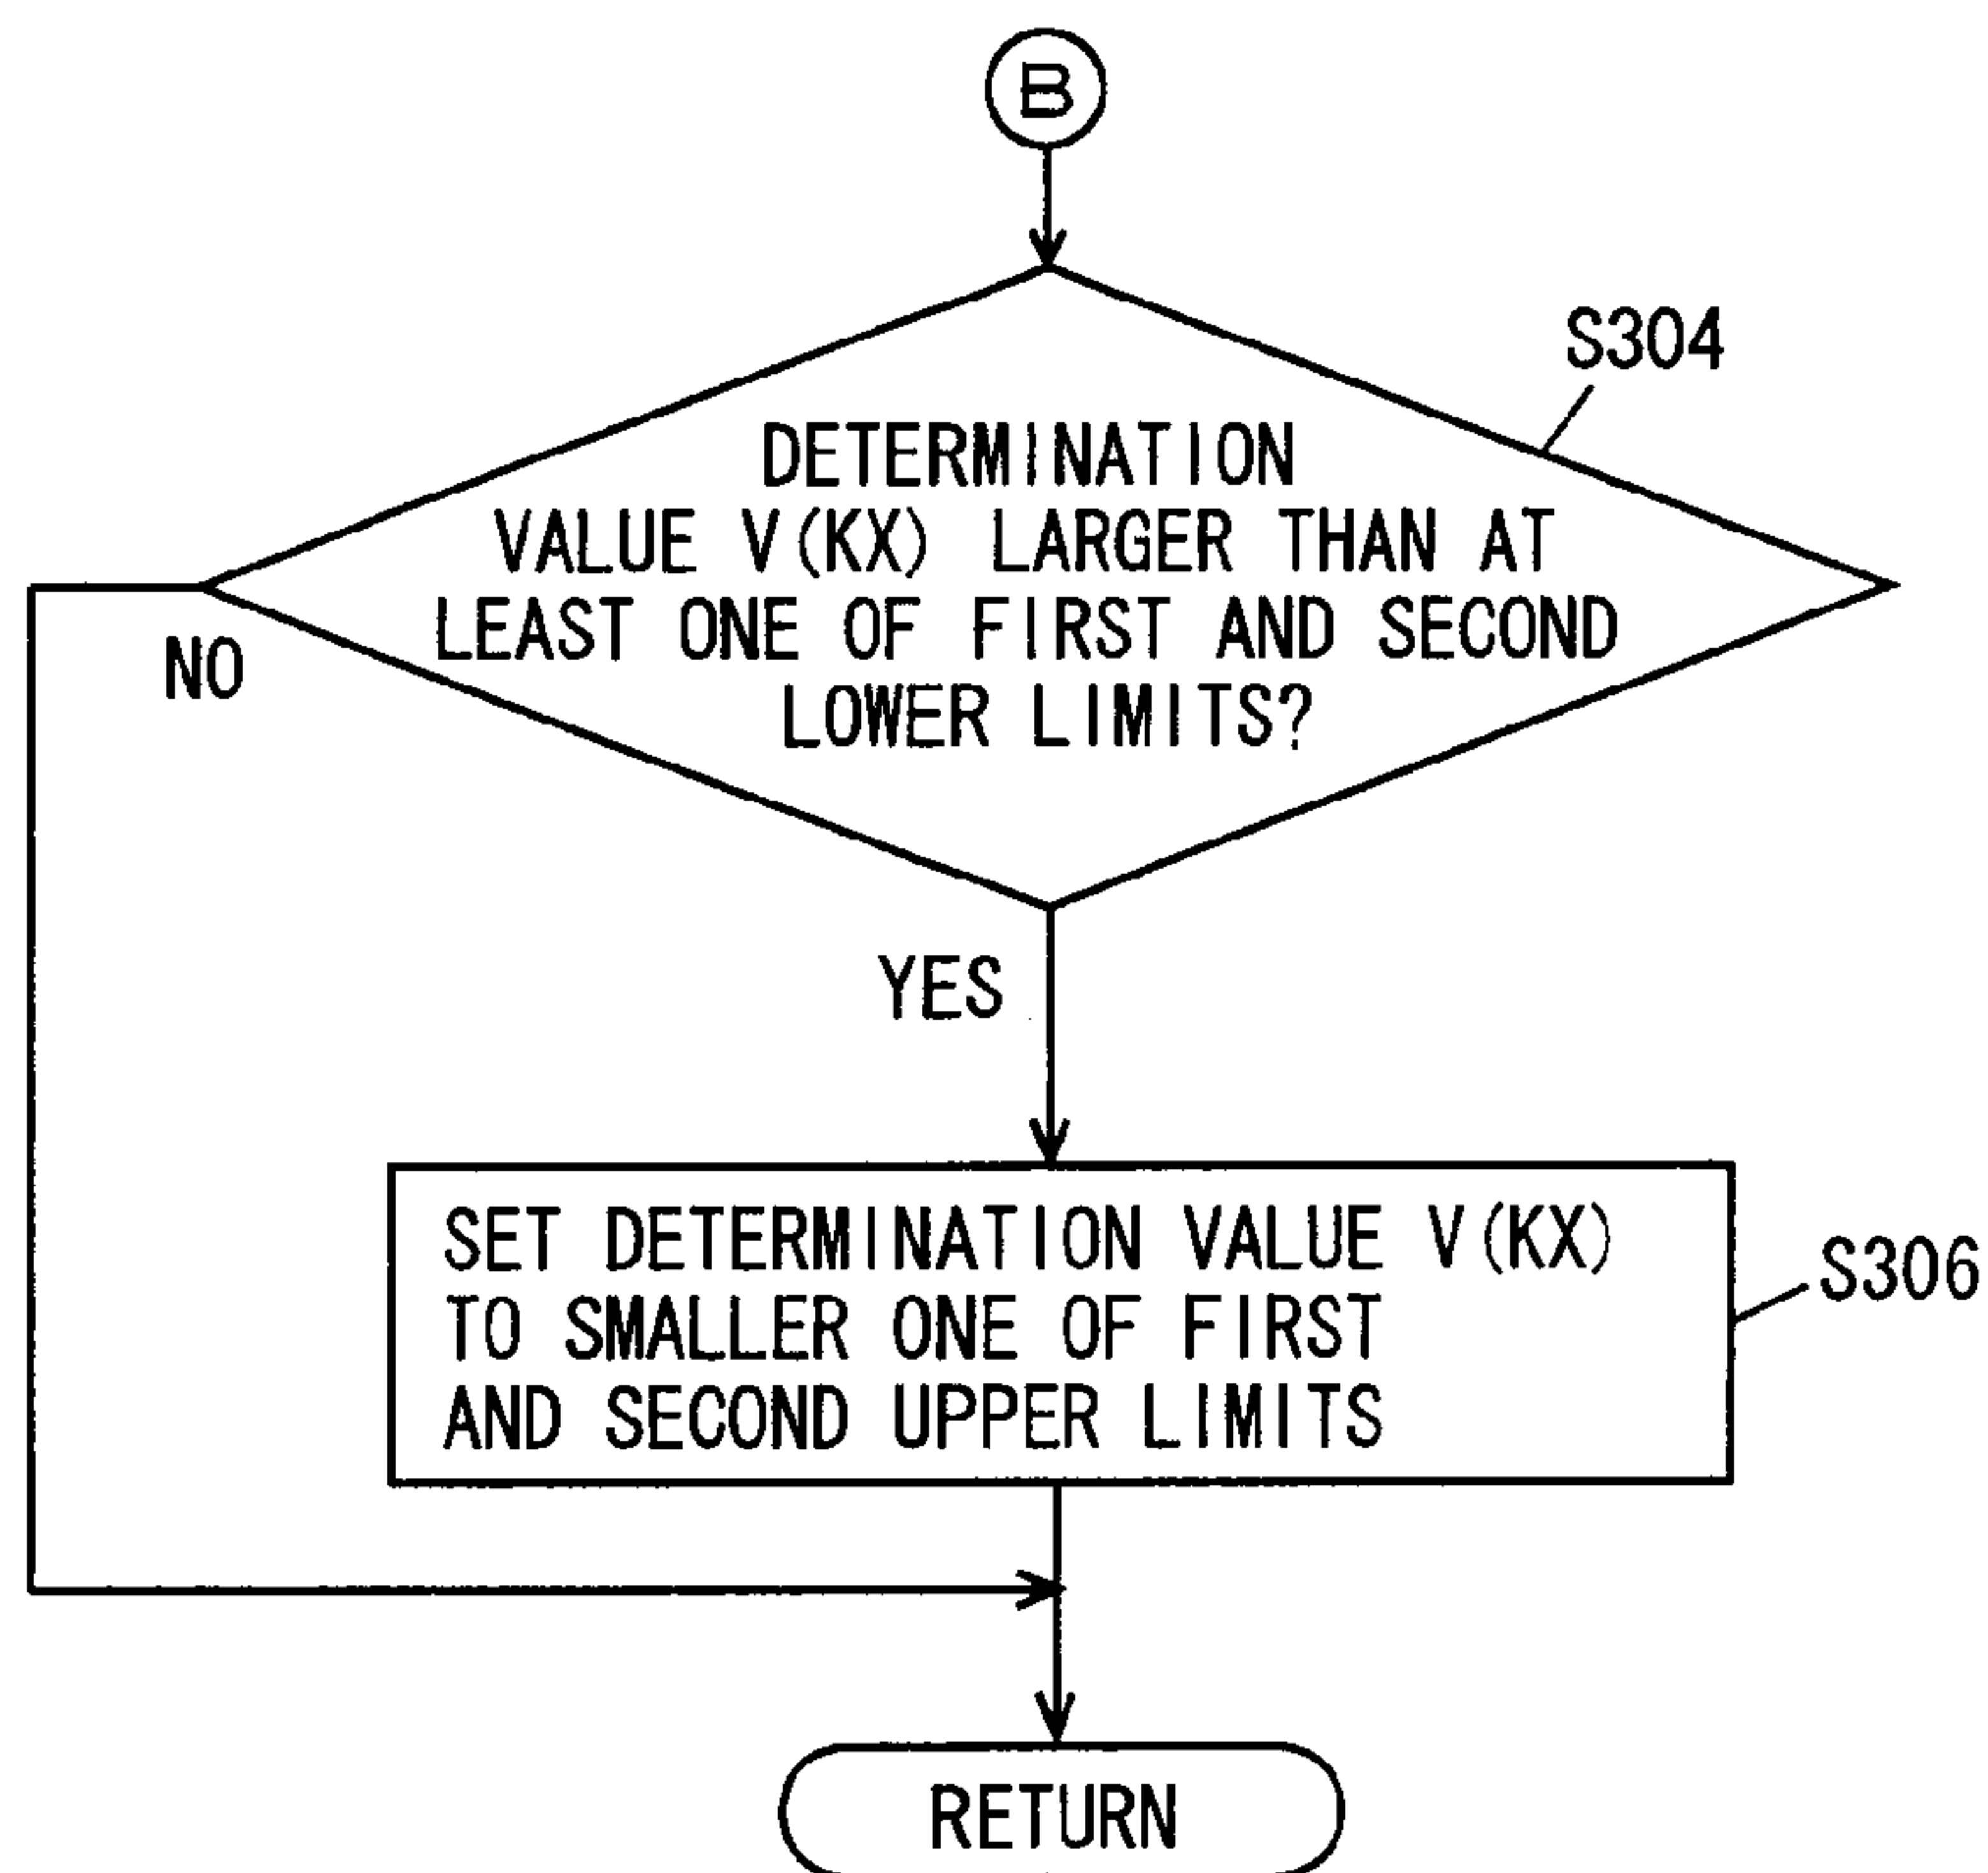 B
S304
DETERMINATION
VALUE V(KX) LARGER THAN AT
LEAST ONE OF FIRST AND SECOND
LOWER LIMITS?
NO
YES
SET DETERMINATION VALUE V(KX)
TO SMALLER ONE OF FIRST
AND SECOND UPPER LIMITS
S306
RETURN